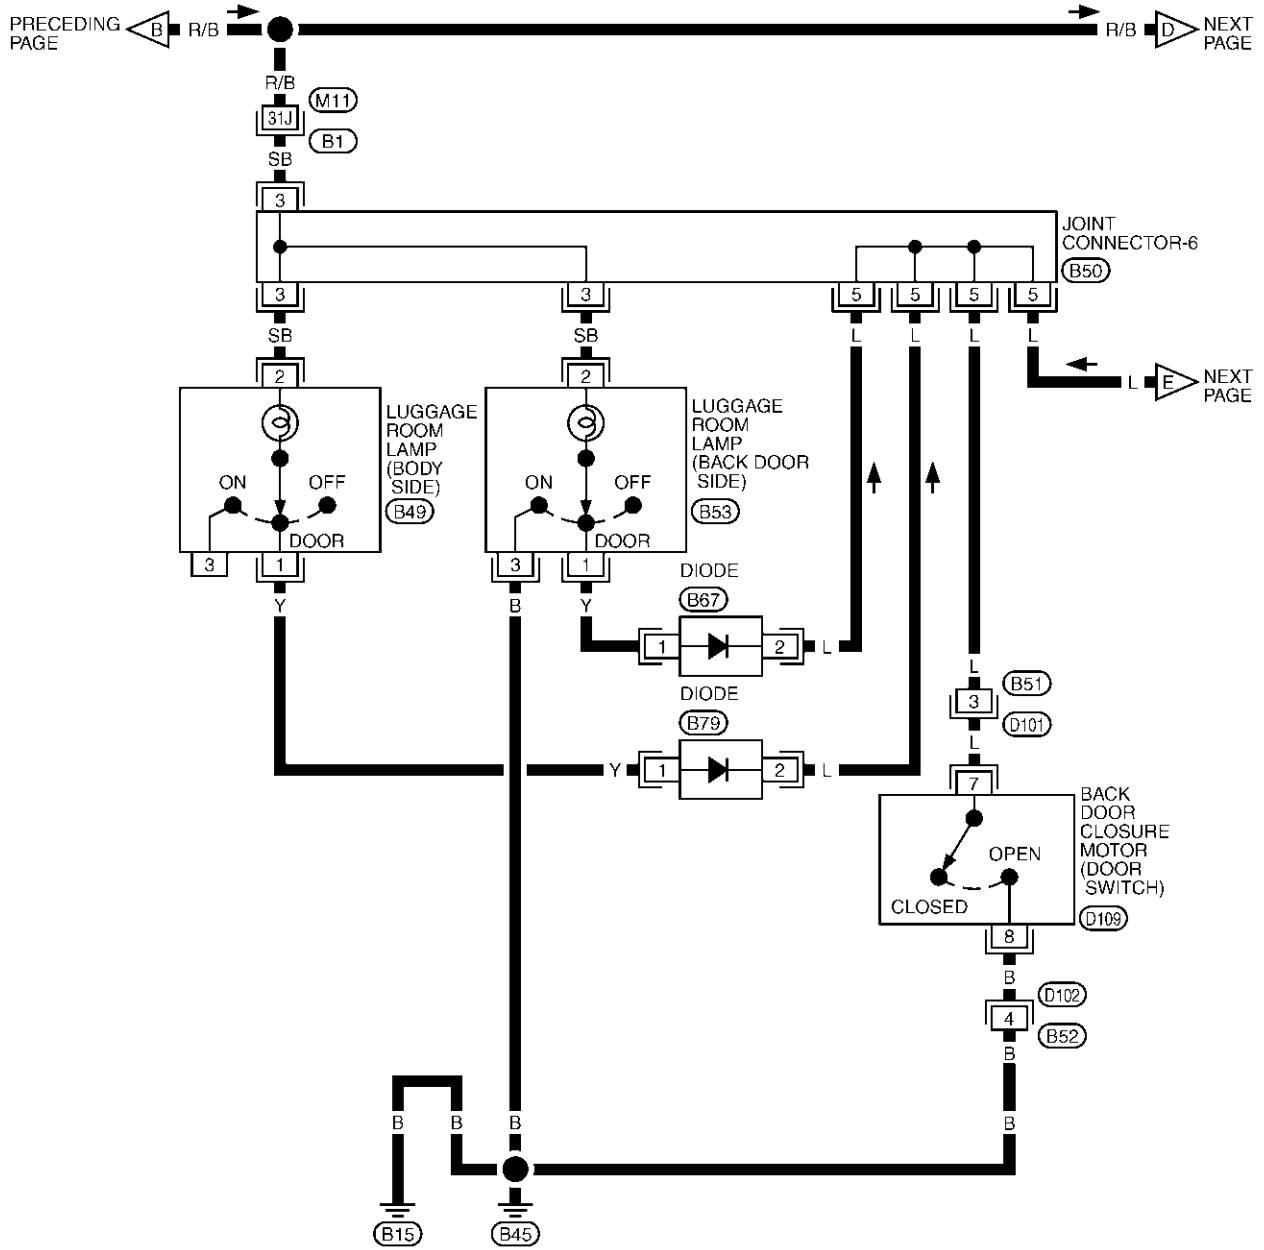 PRECEDING PAGE
B
R/B
R/B
D
NEXT PAGE
R/B
31J
M11
B1
SB
3
JOINT CONNECTOR-6
B50
3
3
5
5
5
5
SB
SB
L
L
L
L
2
2
L
E
NEXT PAGE
LUGGAGE ROOM LAMP (BODY SIDE)
B49
ON
OFF
DOOR
LUGGAGE ROOM LAMP (BACK DOOR SIDE)
B53
ON
OFF
DOOR
3
1
3
1
Y
B
Y
DIODE
B67
1
2
L
L
B51
3
D101
L
DIODE
B79
Y
1
2
L
7
BACK DOOR CLOSURE MOTOR (DOOR SWITCH)
D109
OPEN
CLOSED
8
B
D102
4
B52
B
B
B
B
B
B15
B45